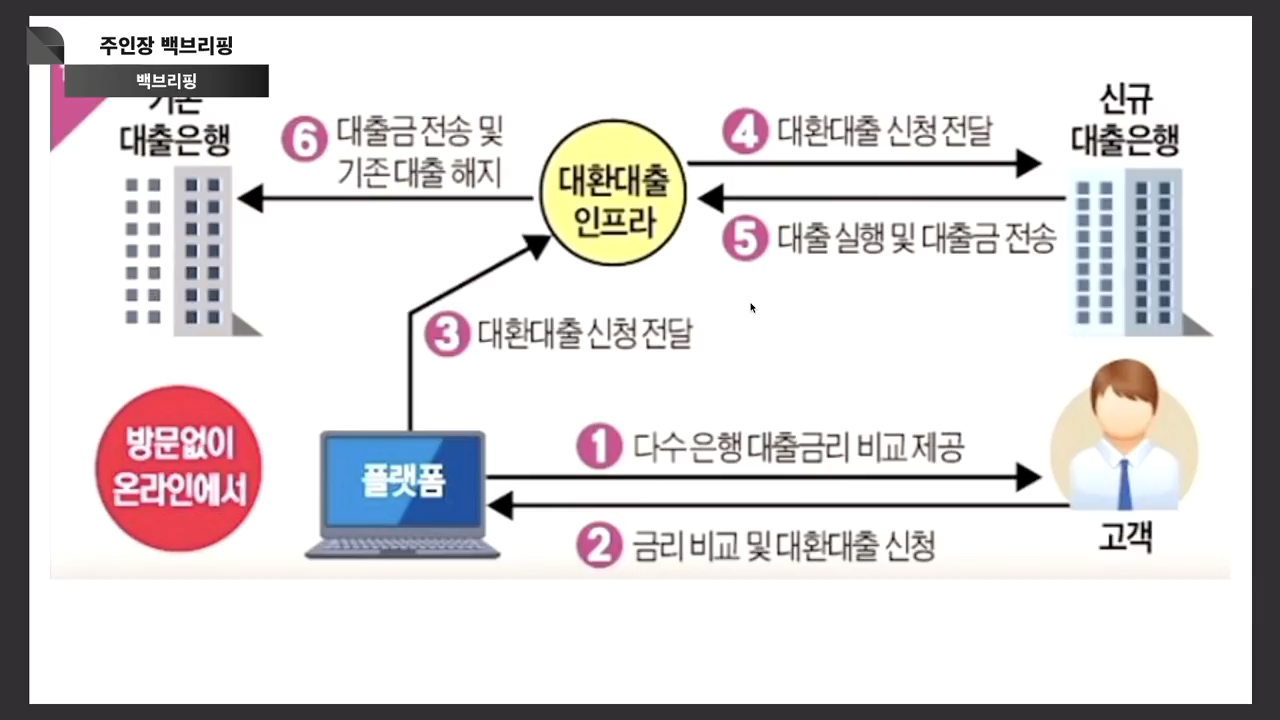 주인장 백브리핑
백브리핑
기존
대출은행
6 대출금 전송 및
기존 대출 해지
대환대출
인프라
4 대환대출 신청 전달
5 대출 실행 및 대출금 전송
신규
대출은행
3 대환대출 신청 전달
방문없이
온라인에서
플랫폼
1 다수 은행 대출금리 비교 제공
2 금리 비교 및 대환대출 신청
고객